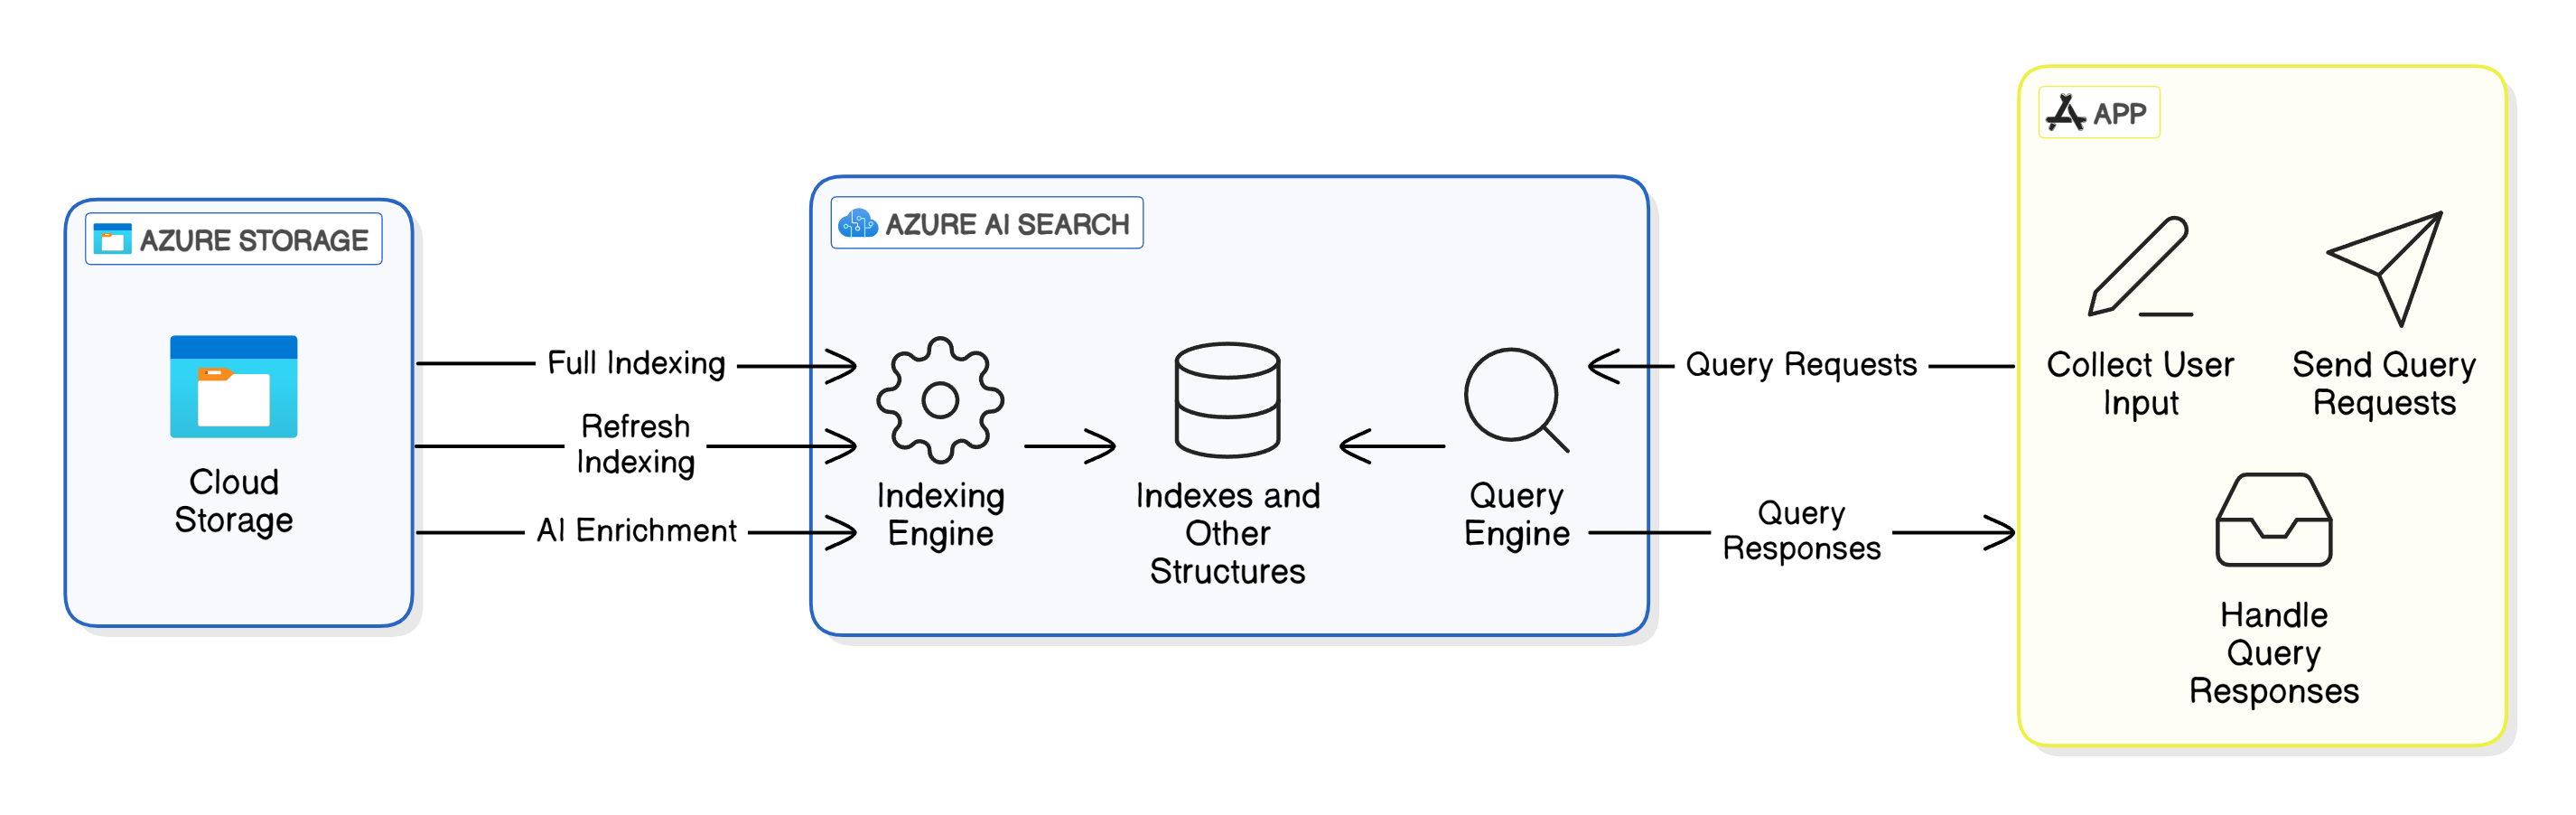 AZURE STORAGE
Cloud
Storage
Full Indexing
Refresh
Indexing
AI Enrichment
AZURE AI SEARCH
Indexing
Engine
Indexes and
Other
Structures
Query
Engine
Query Requests
Query
Responses
APP
Collect User
Input
Send Query
Requests
Handle
Query
Responses